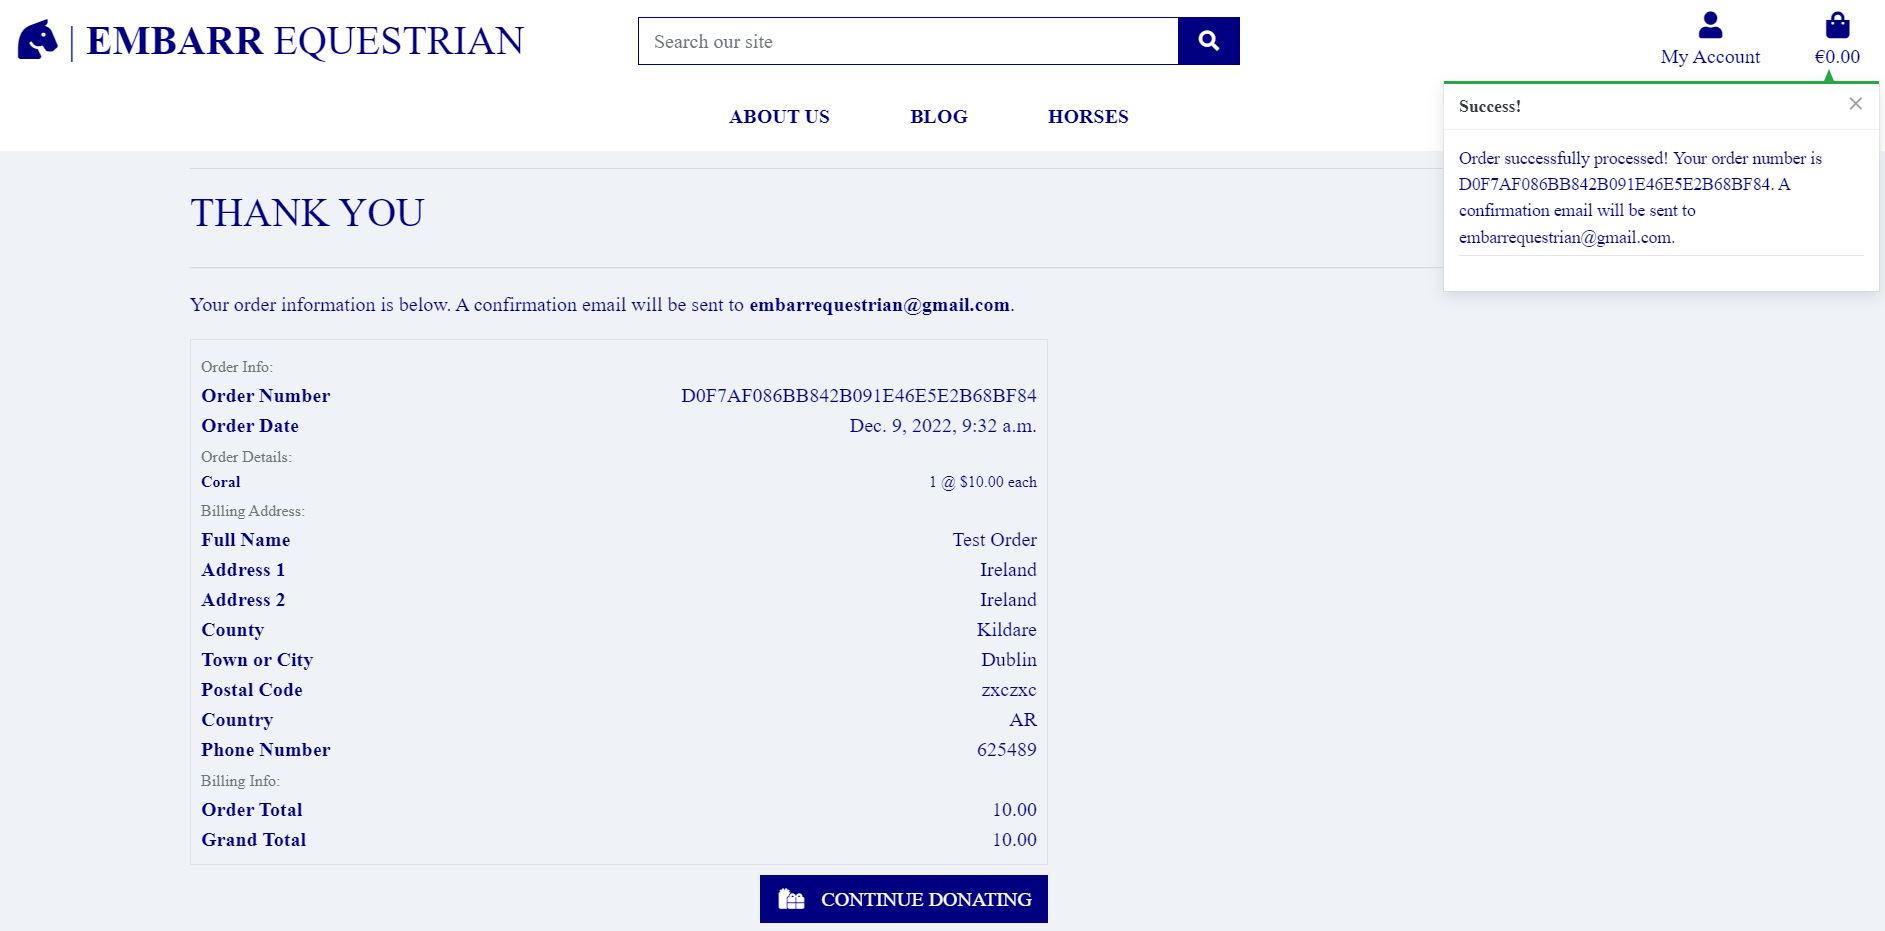 | EMBARR EQUESTRIAN
Search our site
My Account
€0.00
ABOUT US
BLOG
HORSES
Success!
Order successfully processed! Your order number is
D0F7AF086BB842B091E46E5E2B68BF84. A
confirmation email will be sent to
embarrequestrian@gmail.com.
THANK YOU
Your order information is below. A confirmation email will be sent to embarrequestrian@gmail.com.
Order Info:
Order Number D0F7AF086BB842B091E46E5E2B68BF84
Order Date Dec. 9, 2022, 9:32 a.m.
Order Details:
Coral 1 @ $10.00 each
Billing Address:
Full Name Test Order
Address 1 Ireland
Address 2 Ireland
County Kildare
Town or City Dublin
Postal Code zxczxc
Country AR
Phone Number 625489
Billing Info:
Order Total 10.00
Grand Total 10.00
CONTINUE DONATING